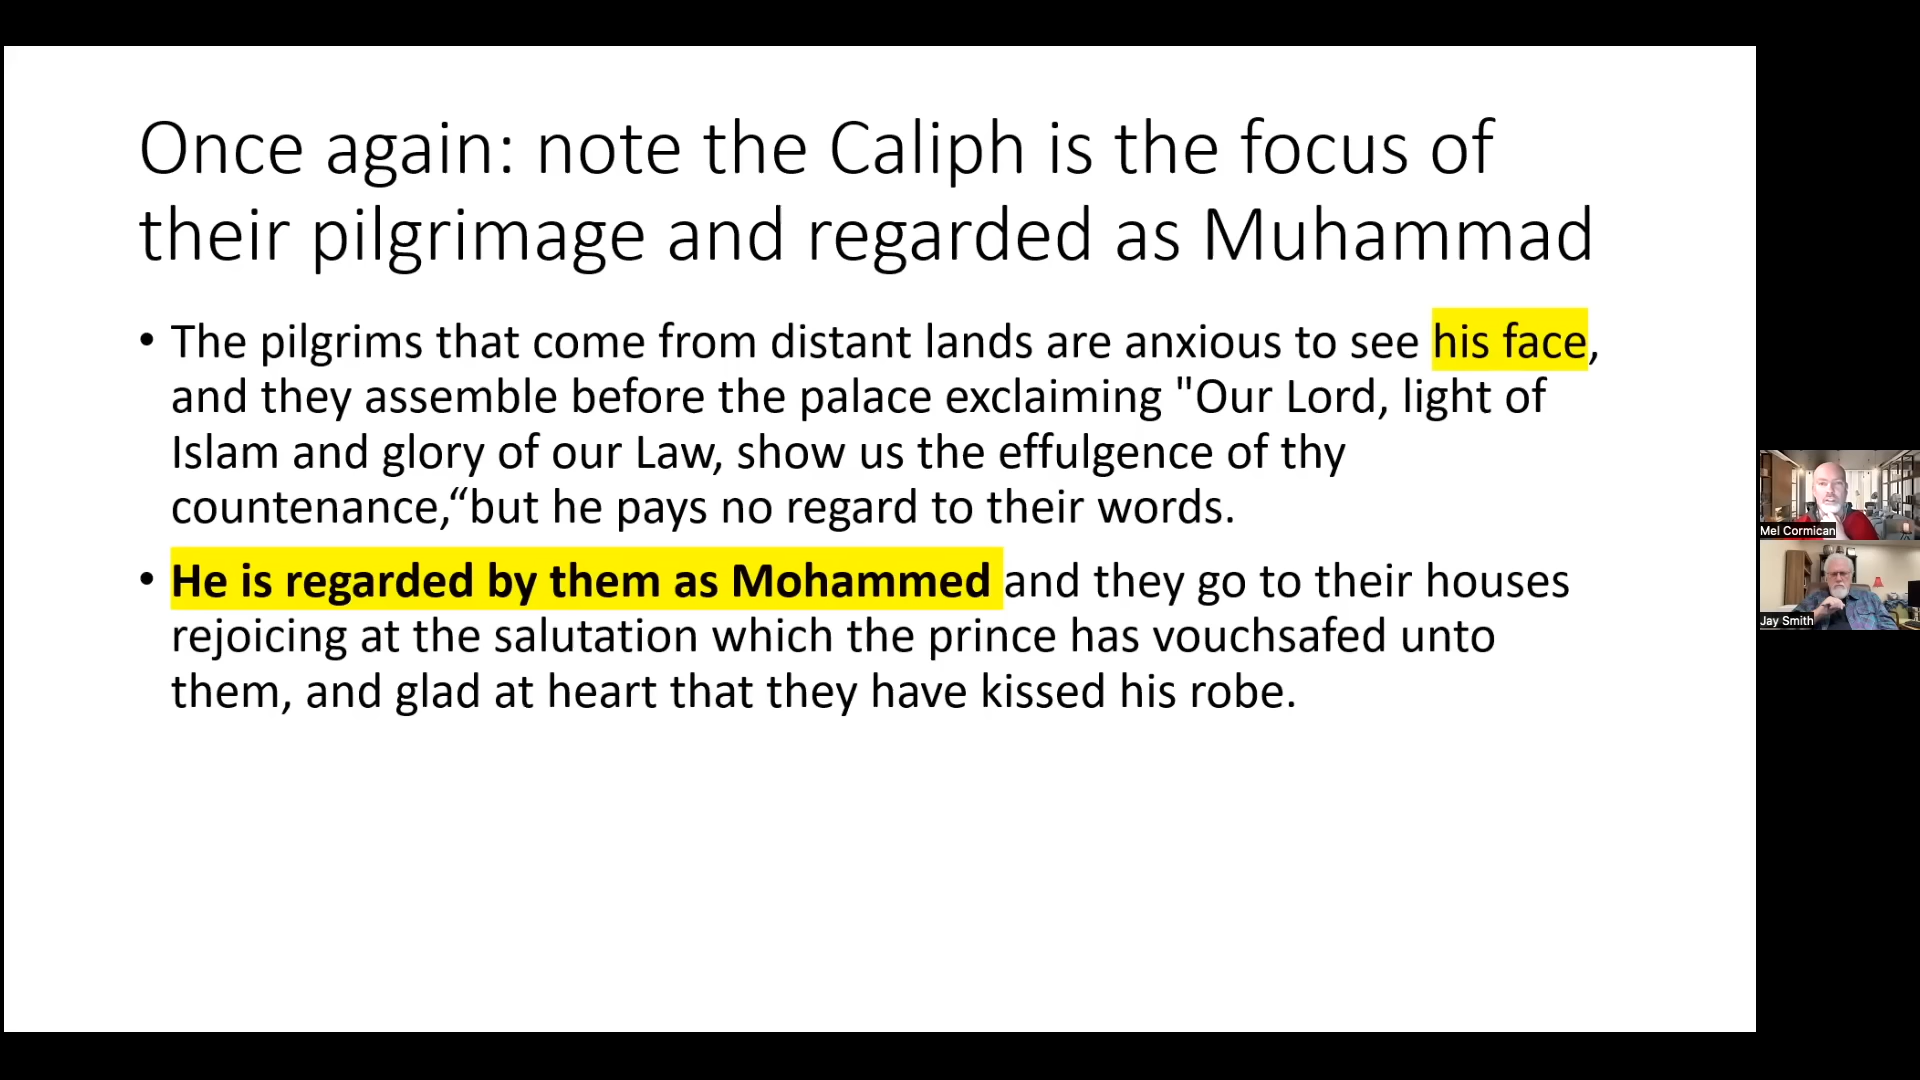 Once again: note the Caliph is the focus of
their pilgrimage and regarded as Muhammad
• The pilgrims that come from distant lands are anxious to see his face,
and they assemble before the palace exclaiming "Our Lord, light of
Islam and glory of our Law, show us the effulgence of thy
countenance,“but he pays no regard to their words.
• He is regarded by them as Mohammed and they go to their houses
rejoicing at the salutation which the prince has vouchsafed unto
them, and glad at heart that they have kissed his robe.
Mel Cormican
Jay Smith